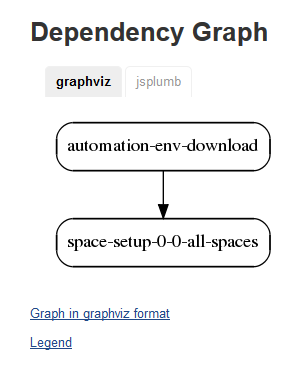 Dependency Graph
graphviz
jsplumb
automation-env-download
space-setup-0-0-all-spaces
Graph in graphviz format
Legend